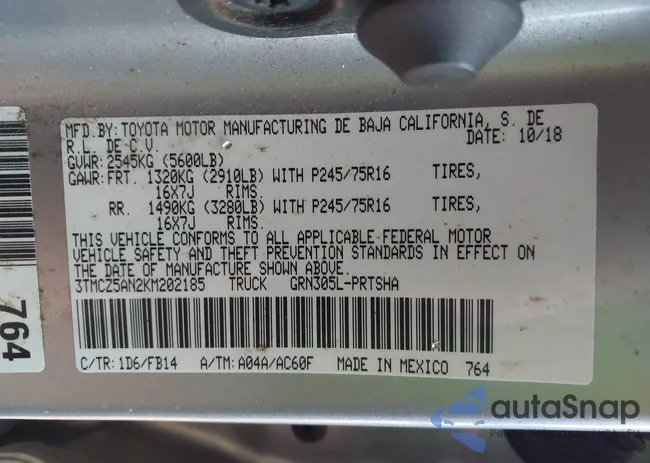 MFD.BY:TOYOTA MOTOR MANUFACTURING DE BAJA CALIFORNIA, S. DE
R.L. DE C.V. DATE: 10/18
GVWR:2545KG (5600LB)
GAWR:FRT. 1320KG (2910LB) WITH P245/75R16 TIRES,
16X7J RIMS.
RR. 1490KG (3280LB) WITH P245/75R16 TIRES,
16X7J RIMS.
THIS VEHICLE CONFORMS TO ALL APPLICABLE FEDERAL MOTOR
VEHICLE SAFETY AND THEFT PREVENTION STANDARDS IN EFFECT ON
THE DATE OF MANUFACTURE SHOWN ABOVE.
3TMCZ5AN2KM202185 TRUCK GRN305L-PRTSHA
C/TR: 1D6/FB14 A/TM: A04A/AC60F MADE IN MEXICO 764
764
autoSnap